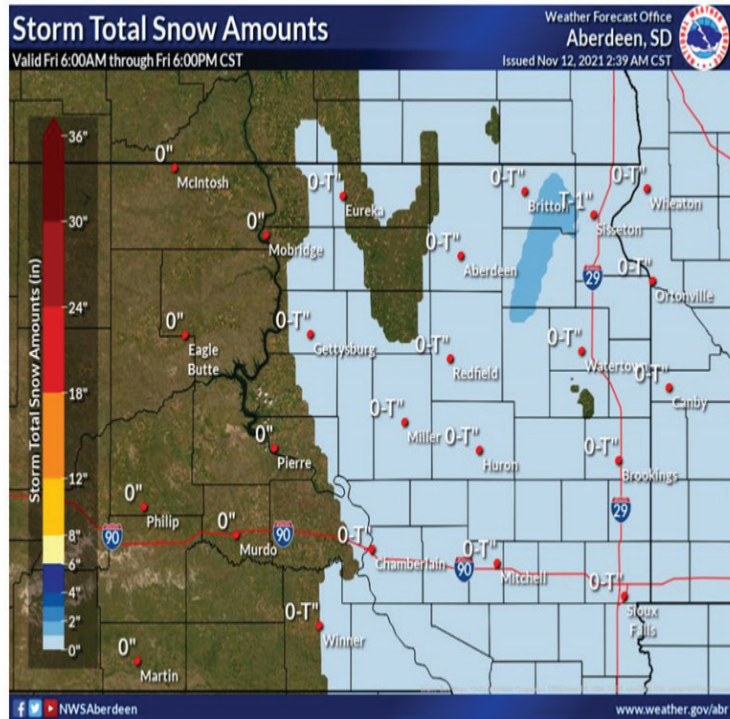 Storm Total Snow Amounts
Valid Fri 6:00AM through Fri 6:00PM CST
Weather Forecast Office
Aberdeen, SD
Issued Nov 12, 2021 2:39 AM CST
NATIONAL WEATHER SERVICE
Storm Total Snow Amounts (in)
36"
30"
24"
18"
12"
8"
6"
4"
2"
0"
0"
McIntosh
0-T"
Eureka
0-T"
Britton
T-1"
Sisseton
0-T"
Wheaton
0"
Mobridge
0-T"
Aberdeen
29
0-T"
Ortonville
0"
Eagle
Butte
0-T"
Gettysburg
0-T"
Redfield
0-T"
Watertown
0-T"
Canby
0"
Pierre
0-T"
Miller
0-T"
Huron
0-T"
Brookings
29
0"
Philip
90
0"
Murdo
90
0-T"
Chamberlain
90
0-T"
Mitchell
0-T"
Sioux
Falls
0-T"
Winner
0"
Martin
NWSAberdeen
www.weather.gov/abr